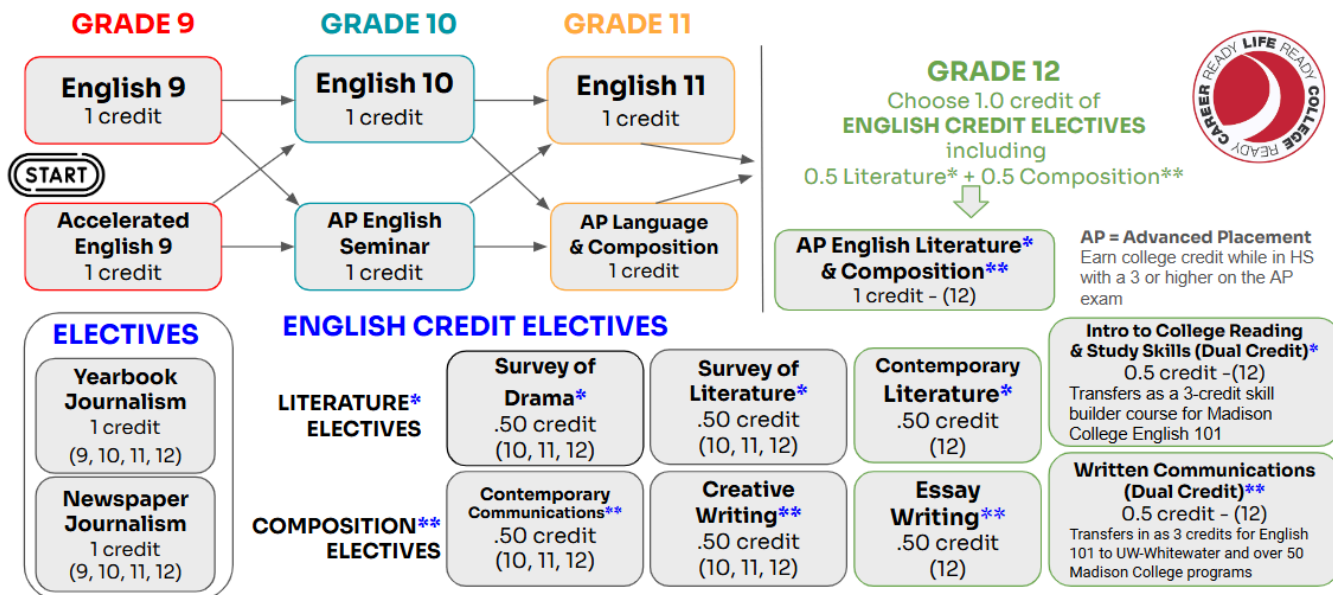 GRADE 9
GRADE 10
GRADE 11
English 9
1 credit
English 10
1 credit
English 11
1 credit
START
Accelerated
English 9
1 credit
AP English
Seminar
1 credit
AP Language
& Composition
1 credit
GRADE 12
Choose 1.0 credit of
ENGLISH CREDIT ELECTIVES
including
0.5 Literature* + 0.5 Composition**
CAREER READY LIFE READY COLLEGE READY
AP English Literature*
& Composition**
1 credit - (12)
AP = Advanced Placement
Earn college credit while in HS
with a 3 or higher on the AP
exam
ELECTIVES
Yearbook
Journalism
1 credit
(9, 10, 11, 12)
Newspaper
Journalism
1 credit
(9, 10, 11, 12)
ENGLISH CREDIT ELECTIVES
LITERATURE*
ELECTIVES
Survey of
Drama*
.50 credit
(10, 11, 12)
Survey of
Literature*
.50 credit
(10, 11, 12)
Contemporary
Literature*
.50 credit
(12)
Intro to College Reading
& Study Skills (Dual Credit)*
0.5 credit -(12)
Transfers as a 3-credit skill
builder course for Madison
College English 101
COMPOSITION**
ELECTIVES
Contemporary
Communications**
.50 credit
(10, 11, 12)
Creative
Writing**
.50 credit
(10, 11, 12)
Essay
Writing**
.50 credit
(12)
Written Communications
(Dual Credit)**
0.5 credit - (12)
Transfers in as 3 credits for English
101 to UW-Whitewater and over 50
Madison College programs